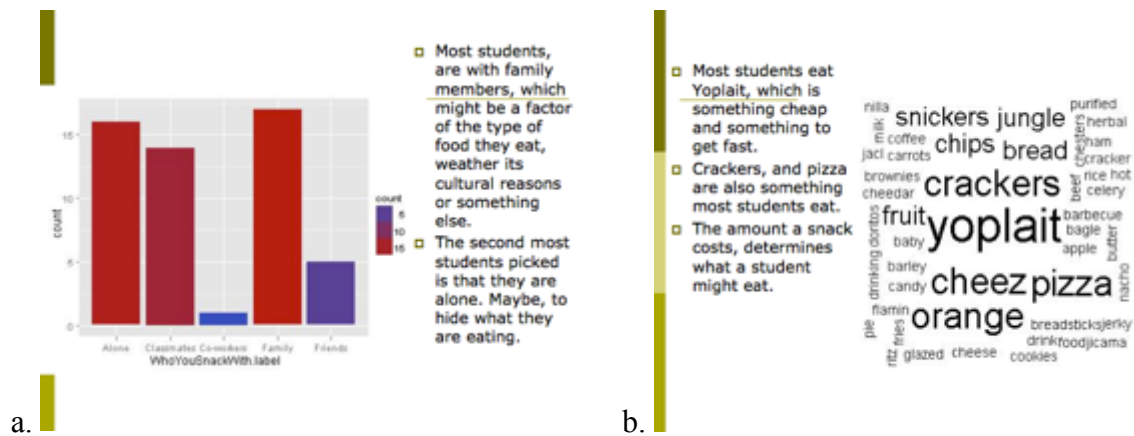 Most students,
are with family
members, which
might be a factor
of the type of
food they eat,
weather its
cultural reasons
or something
else.
The second most
students picked
is that they are
alone. Maybe, to
hide what they
are eating.
count
15
10
5
0
Alone Classmates Co-workers Family Friends
WhoYouSnackWith.label
count
5
10
15
a.
Most students eat
Yoplait, which is
something cheap
and something to
get fast.
Crackers, and pizza
are also something
most students eat.
The amount a snack
costs, determines
what a student
might eat.
nilla
snickers jungle
purified
milk
coffee
chips
bread
chesters
herbal
ham
jacl carrots
cracker
brownies
crackers
beef
rice hot
cheedar
celery
doritos
fruit
yoplait
barbecue
baby
bagle
apple
butter
drinking
barley
cheez pizza
candy
nacho
flamin
orange
pie
fries
breadsticks jerky
drink food jicama
ritz
glazed cheese
cookies
b.